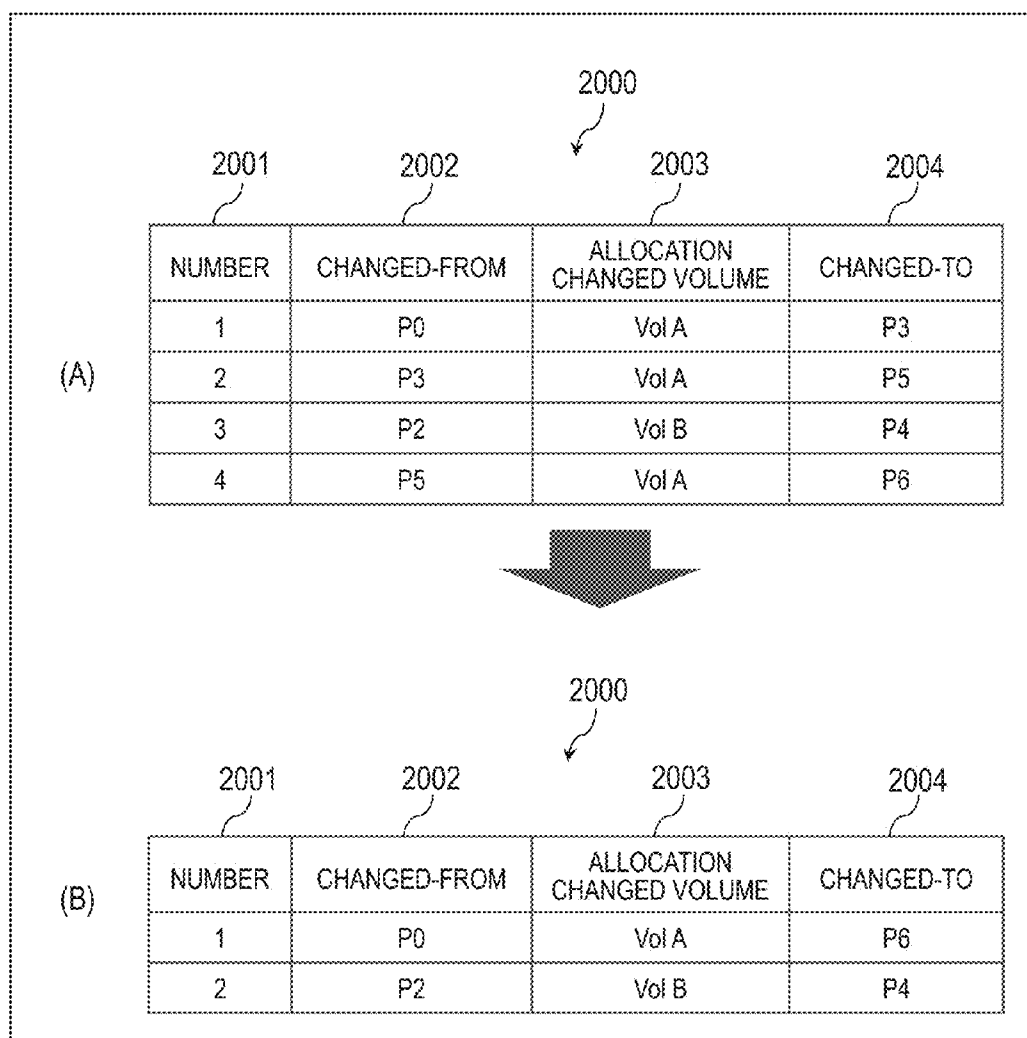 2000
2001 2002 2003 2004
NUMBER CHANGED-FROM ALLOCATION CHANGED VOLUME CHANGED-TO
1 P0 Vol A P3
2 P3 Vol A P5
(A)
3 P2 Vol B P4
4 P5 Vol A P6
2000
2001 2002 2003 2004
NUMBER CHANGED-FROM ALLOCATION CHANGED VOLUME CHANGED-TO
(B)
1 P0 Vol A P6
2 P2 Vol B P4